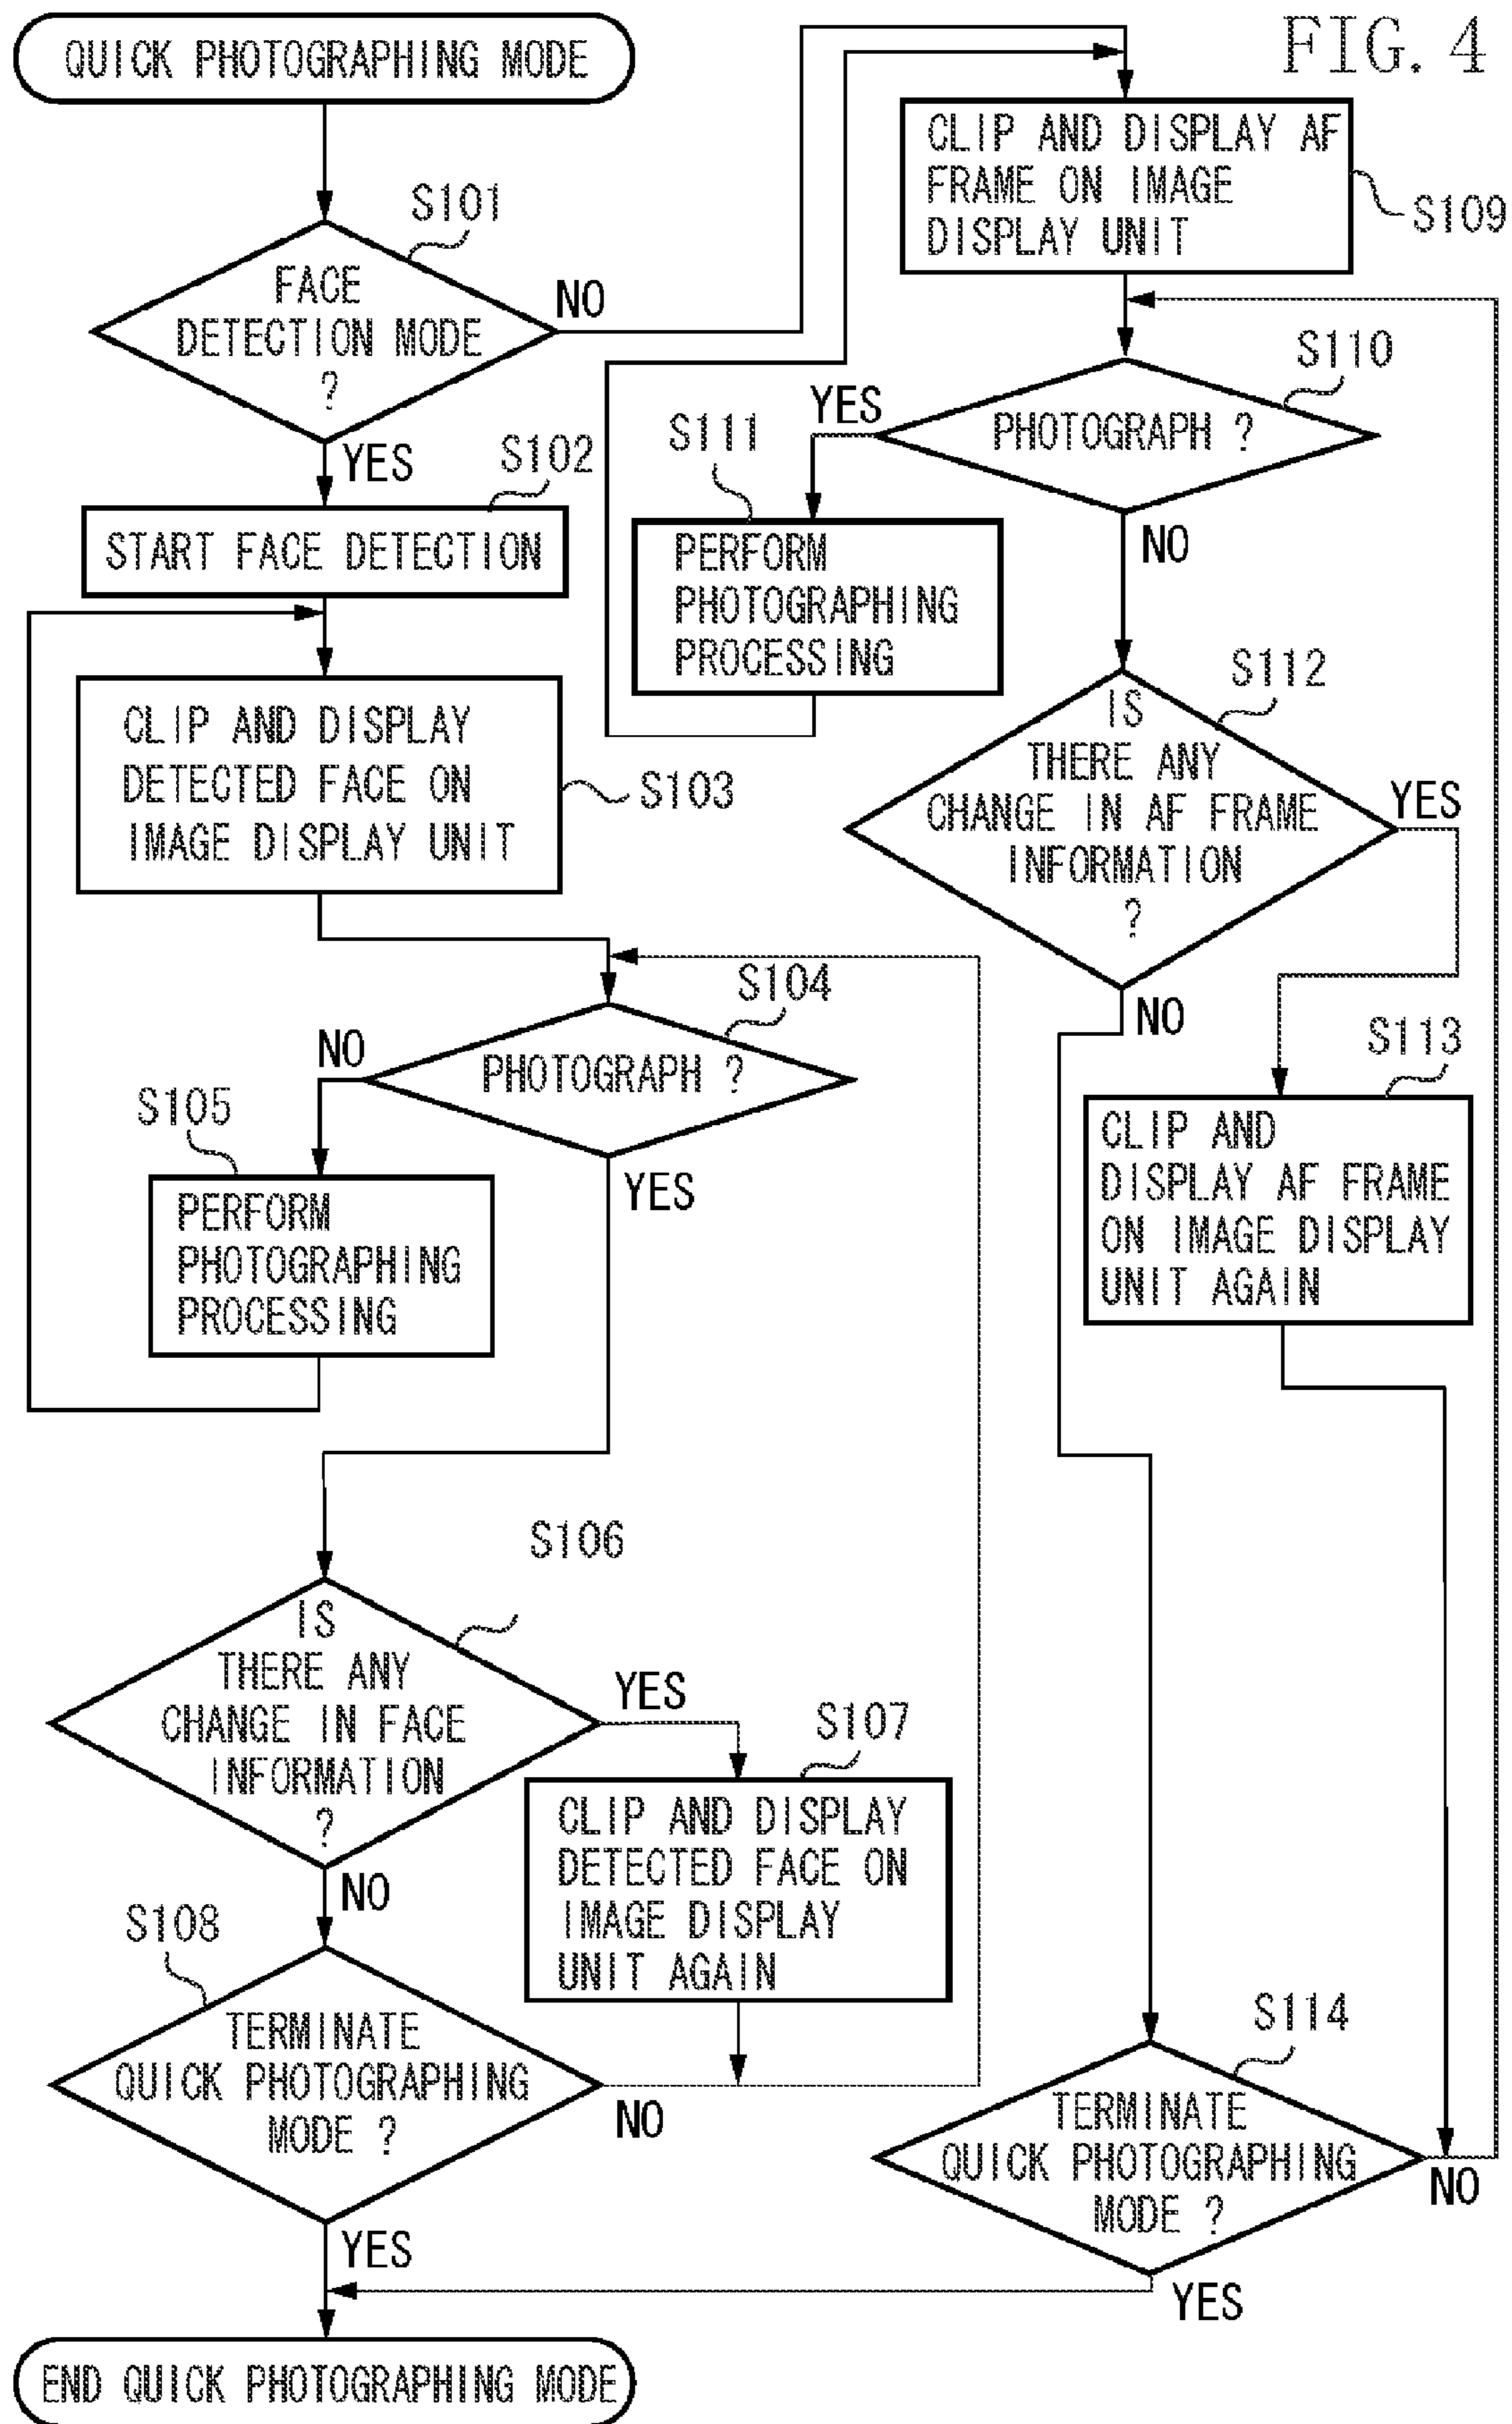 FIG. 4
QUICK PHOTOGRAPHING MODE
S101
FACE
DETECTION MODE
?
NO
YES
S102
START FACE DETECTION
CLIP AND DISPLAY
DETECTED FACE ON
IMAGE DISPLAY UNIT
S103
S104
PHOTOGRAPH ?
NO
YES
S105
PERFORM
PHOTOGRAPHING
PROCESSING
S106
IS
THERE ANY
CHANGE IN FACE
INFORMATION
?
YES
NO
S107
CLIP AND DISPLAY
DETECTED FACE ON
IMAGE DISPLAY
UNIT AGAIN
S108
TERMINATE
QUICK PHOTOGRAPHING
MODE ?
NO
YES
END QUICK PHOTOGRAPHING MODE
CLIP AND DISPLAY AF
FRAME ON IMAGE
DISPLAY UNIT
S109
S110
PHOTOGRAPH ?
YES
NO
S111
PERFORM
PHOTOGRAPHING
PROCESSING
S112
IS
THERE ANY
CHANGE IN AF FRAME
INFORMATION
?
YES
NO
S113
CLIP AND
DISPLAY AF FRAME
ON IMAGE DISPLAY
UNIT AGAIN
S114
TERMINATE
QUICK PHOTOGRAPHING
MODE ?
NO
YES